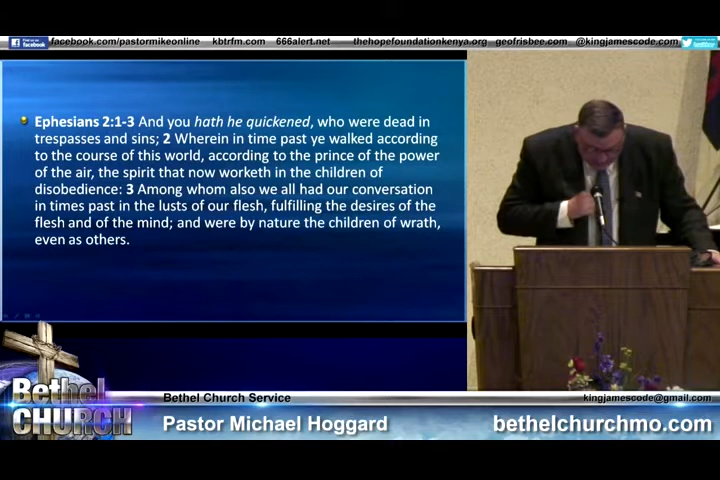 facebook.com/pastormikeonline kbtrfm.com 666alert.net thehopefoundationkenya.org geofrisbee.com @kingjamescode.com
Ephesians 2:1-3 And you hath he quickened, who were dead in
trespasses and sins; 2 Wherein in time past ye walked according
to the course of this world, according to the prince of the power
of the air, the spirit that now worketh in the children of
disobedience: 3 Among whom also we all had our conversation
in times past in the lusts of our flesh, fulfilling the desires of the
flesh and of the mind; and were by nature the children of wrath,
even as others.
Bethel
CHURCH
Bethel Church Service
kingjamescode@gmail.com
Pastor Michael Hoggard
bethelchurchmo.com